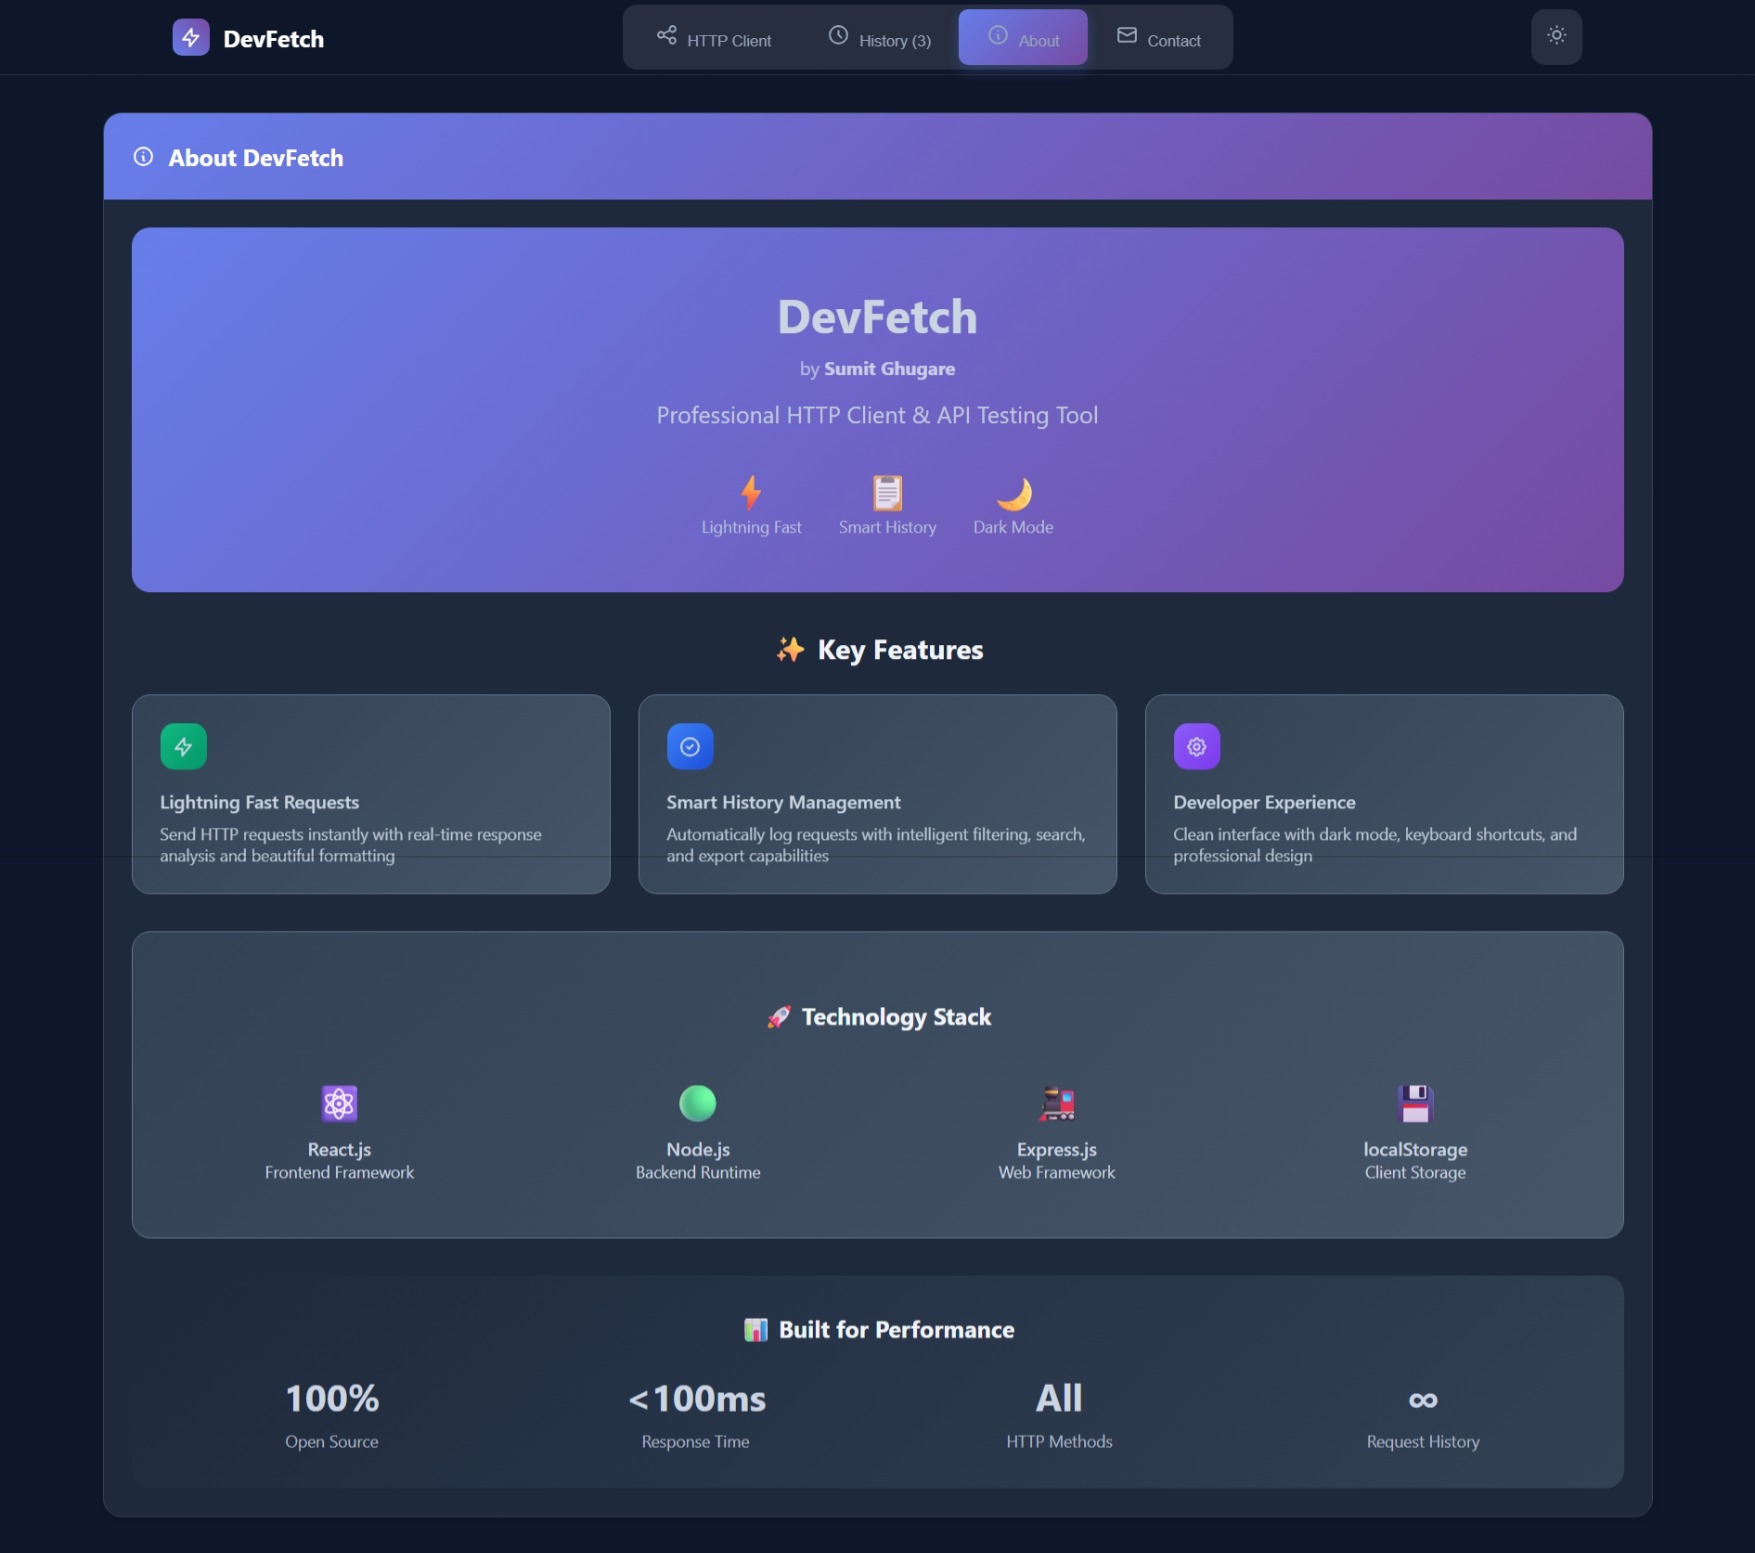 DevFetch
HTTP Client
History (3)
About
Contact
About DevFetch
DevFetch
by Sumit Ghugare
Professional HTTP Client & API Testing Tool
Lightning Fast
Smart History
Dark Mode
✨ Key Features
Lightning Fast Requests
Send HTTP requests instantly with real-time response
analysis and beautiful formatting
Smart History Management
Automatically log requests with intelligent filtering, search,
and export capabilities
Developer Experience
Clean interface with dark mode, keyboard shortcuts, and
professional design
🚀 Technology Stack
React.js
Frontend Framework
Node.js
Backend Runtime
Express.js
Web Framework
localStorage
Client Storage
📊 Built for Performance
100%
Open Source
<100ms
Response Time
All
HTTP Methods
∞
Request History